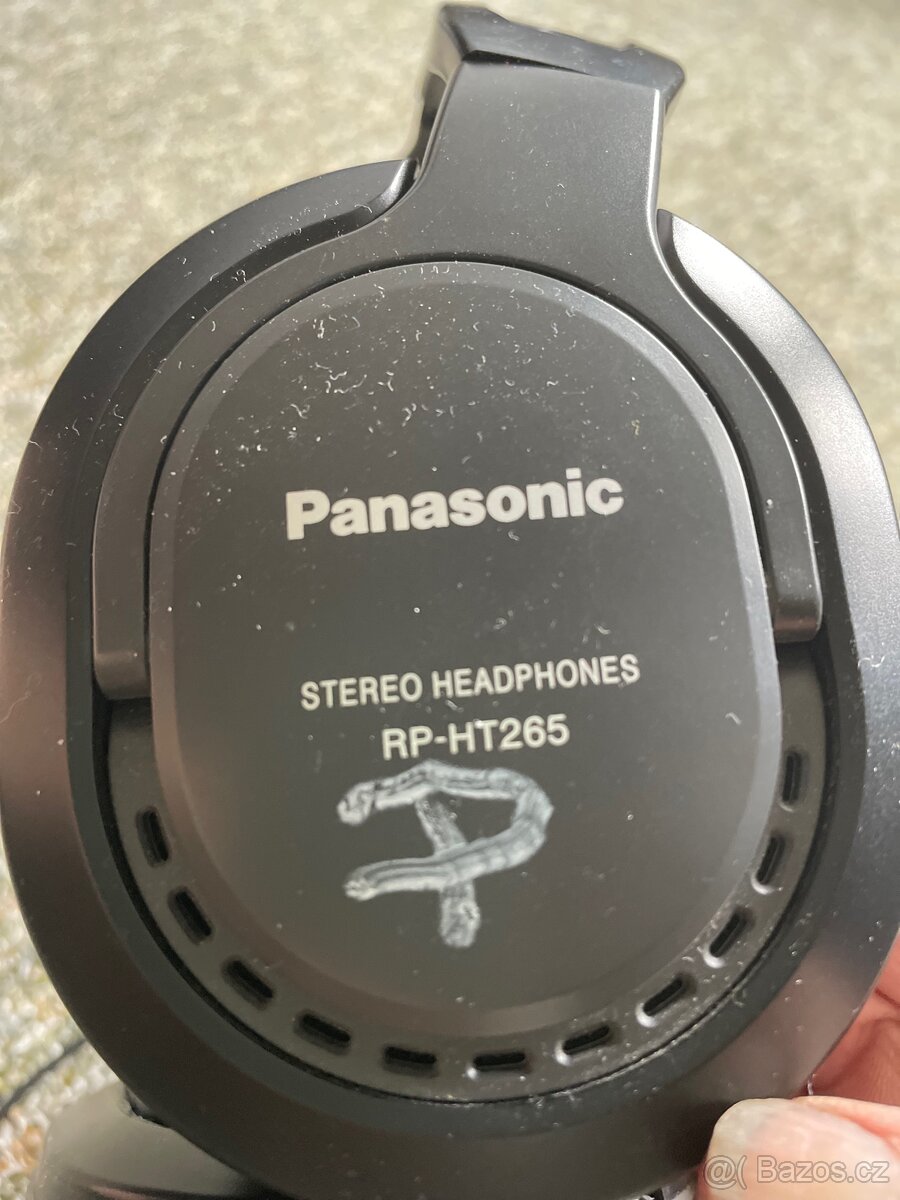 Panasonic
STEREO HEADPHONES
RP-HT265
P
@( Bazos.cz